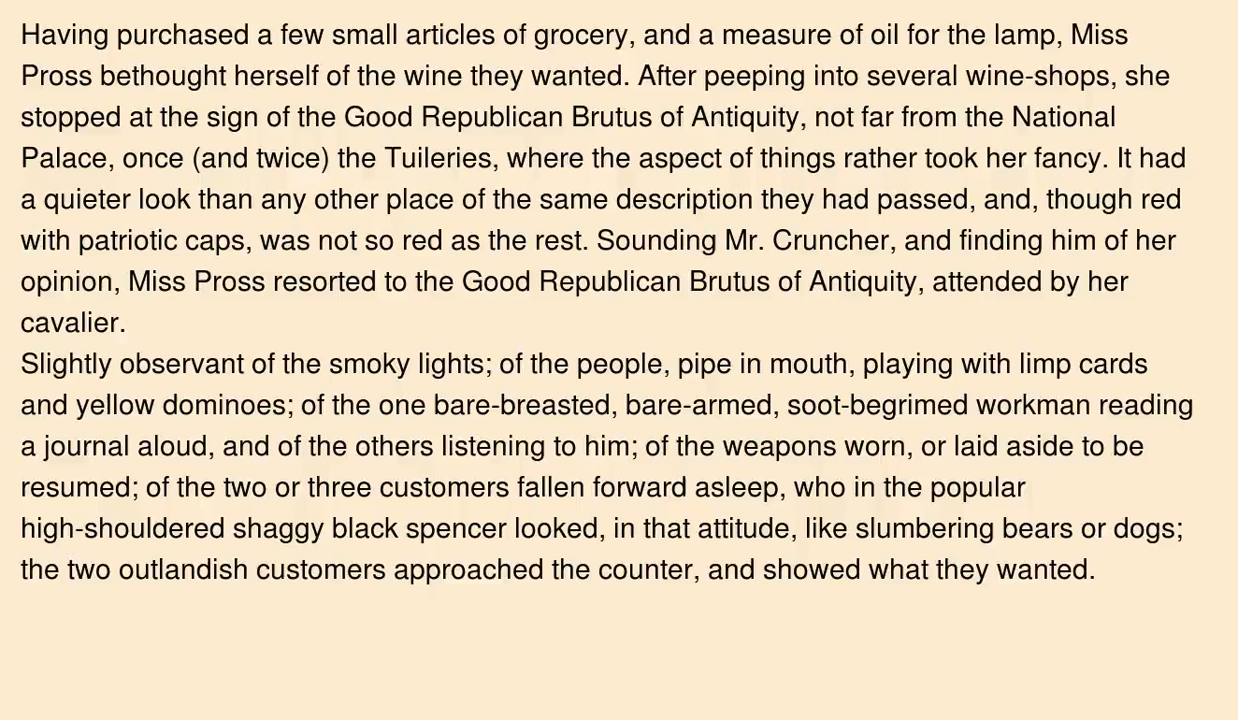 Having purchased a few small articles of grocery, and a measure of oil for the lamp, Miss
Pross bethought herself of the wine they wanted. After peeping into several wine-shops, she
stopped at the sign of the Good Republican Brutus of Antiquity, not far from the National
Palace, once (and twice) the Tuileries, where the aspect of things rather took her fancy. It had
a quieter look than any other place of the same description they had passed, and, though red
with patriotic caps, was not so red as the rest. Sounding Mr. Cruncher, and finding him of her
opinion, Miss Pross resorted to the Good Republican Brutus of Antiquity, attended by her
cavalier.
Slightly observant of the smoky lights; of the people, pipe in mouth, playing with limp cards
and yellow dominoes; of the one bare-breasted, bare-armed, soot-begrimed workman reading
a journal aloud, and of the others listening to him; of the weapons worn, or laid aside to be
resumed; of the two or three customers fallen forward asleep, who in the popular
high-shouldered shaggy black spencer looked, in that attitude, like slumbering bears or dogs;
the two outlandish customers approached the counter, and showed what they wanted.